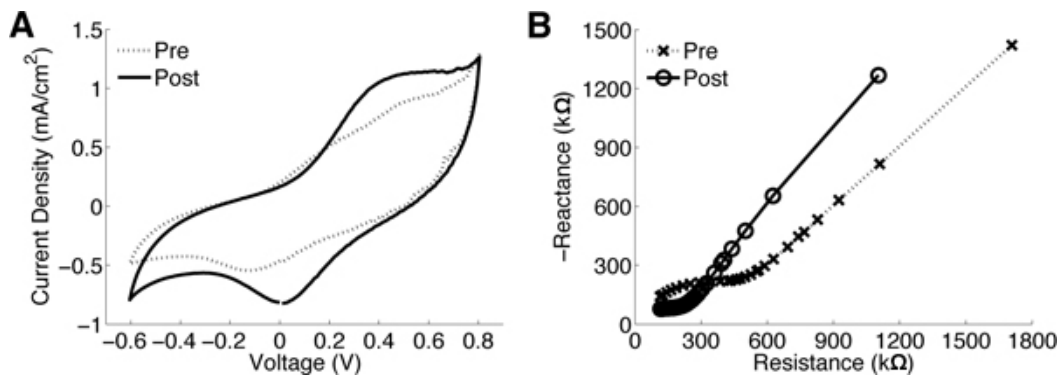 A
Pre
Post
1.5
1
0.5
0
−0.5
−1
Current Density (mA/cm²)
−0.6 −0.4 −0.2 0 0.2 0.4 0.6 0.8
Voltage (V)
B
Pre
Post
1500
1200
900
600
300
0
−Reactance (kΩ)
0 300 600 900 1200 1500 1800
Resistance (kΩ)